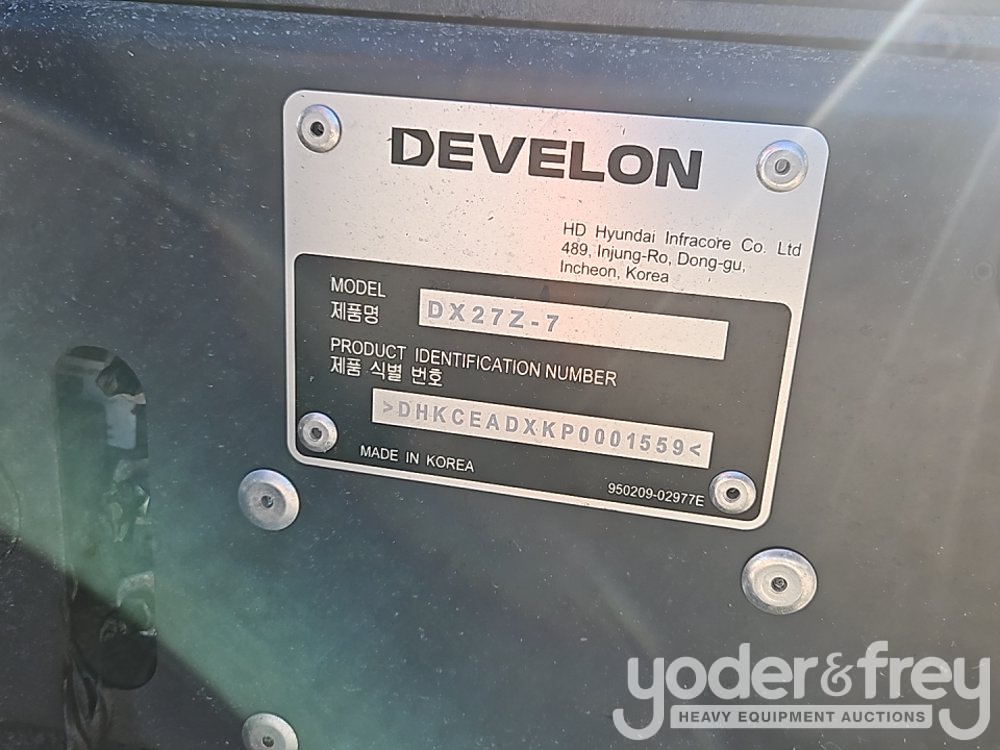 DEVELON
HD Hyundai Infracore Co. Ltd
489, Injung-Ro, Dong-gu,
Incheon, Korea
MODEL
제품명
DX27Z-7
PRODUCT IDENTIFICATION NUMBER
제품 식별 번호
>DHKCEADXKP0001559<
MADE IN KOREA
950209-02977E
yoder&frey
HEAVY EQUIPMENT AUCTIONS